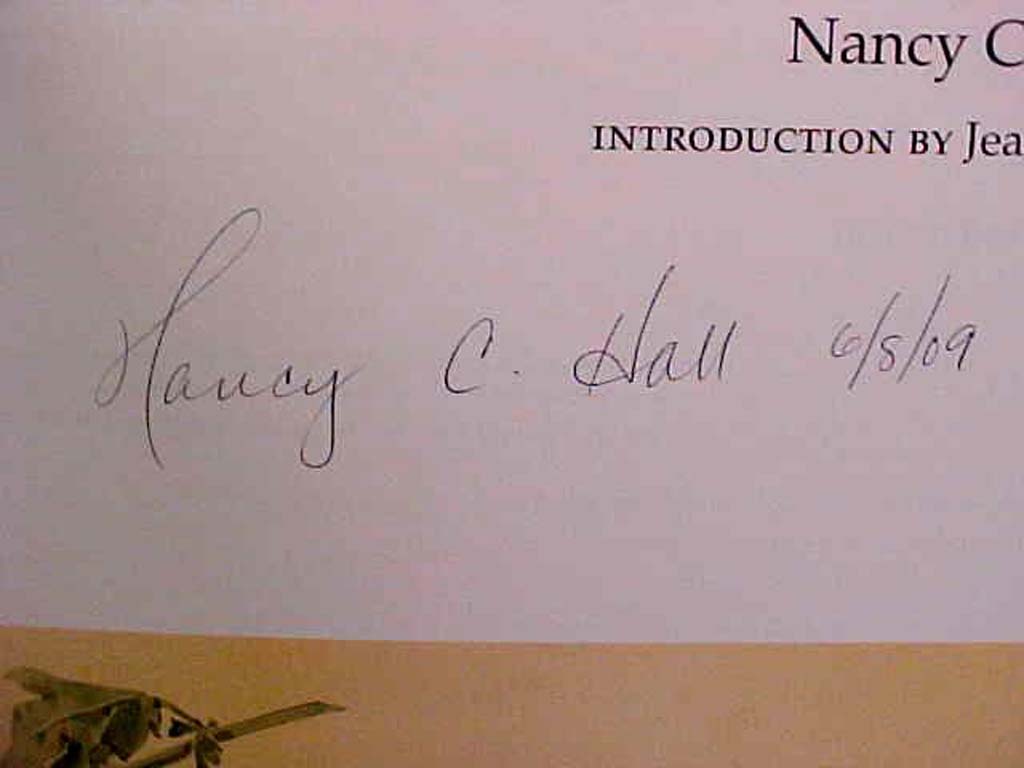 Nancy C
INTRODUCTION BY Jea
Nancy C. Hall 6/8/09